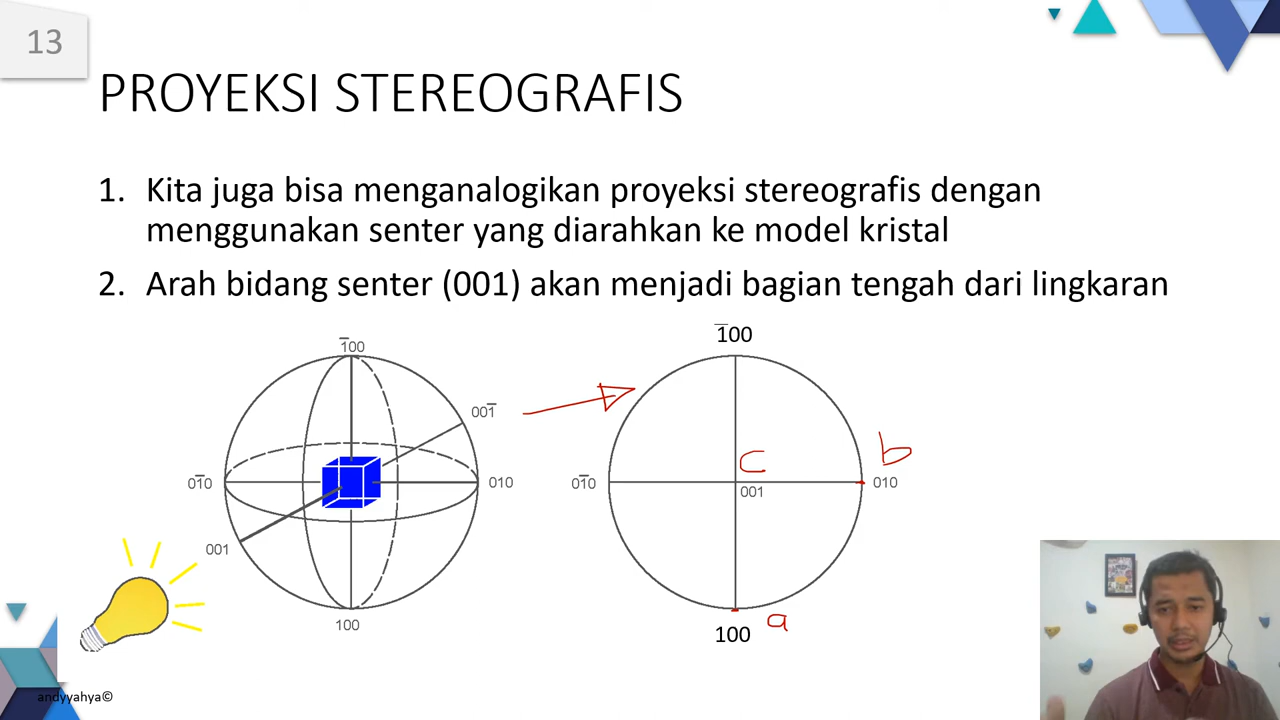 13
PROYEKSI STEREOGRAFIS
1. Kita juga bisa menganalogikan proyeksi stereografis dengan
menggunakan senter yang diarahkan ke model kristal
2. Arah bidang senter (001) akan menjadi bagian tengah dari lingkaran
1̅00
001̅
01̅0
010
001
100
1̅00
c
b
01̅0
001
010
100
a
andyyahya©